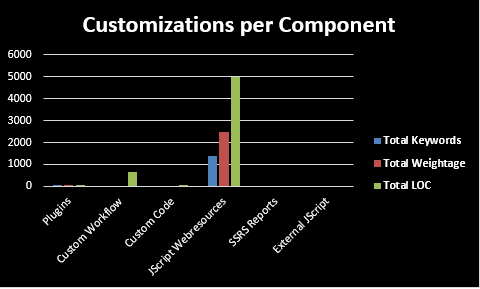 Customizations per Component
6000
5000
4000
3000
2000
1000
0
Plugins
Custom Workflow
Custom Code
JScript Webresources
SSRS Reports
External JScript
Total Keywords
Total Weightage
Total LOC